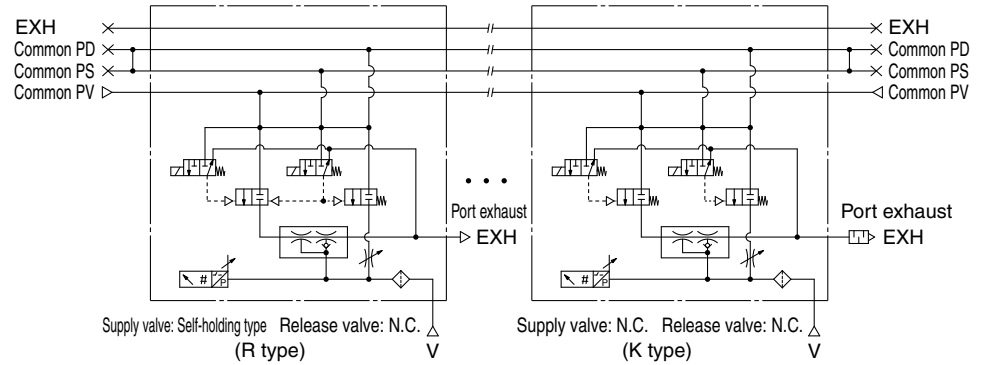 EXH
Common PD
Common PS
Common PV
EXH
Common PD
Common PS
Common PV
Port exhaust
EXH
Port exhaust
EXH
# P
# P
Supply valve: Self-holding type Release valve: N.C.
(R type)
V
Supply valve: N.C. Release valve: N.C.
(K type)
V